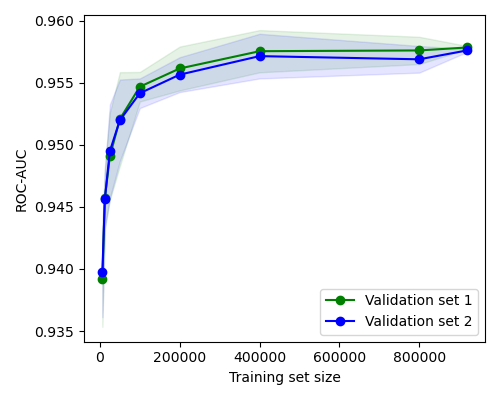 0.960
0.955
0.950
0.945
0.940
0.935
ROC-AUC
0
200000
400000
600000
800000
Training set size
Validation set 1
Validation set 2